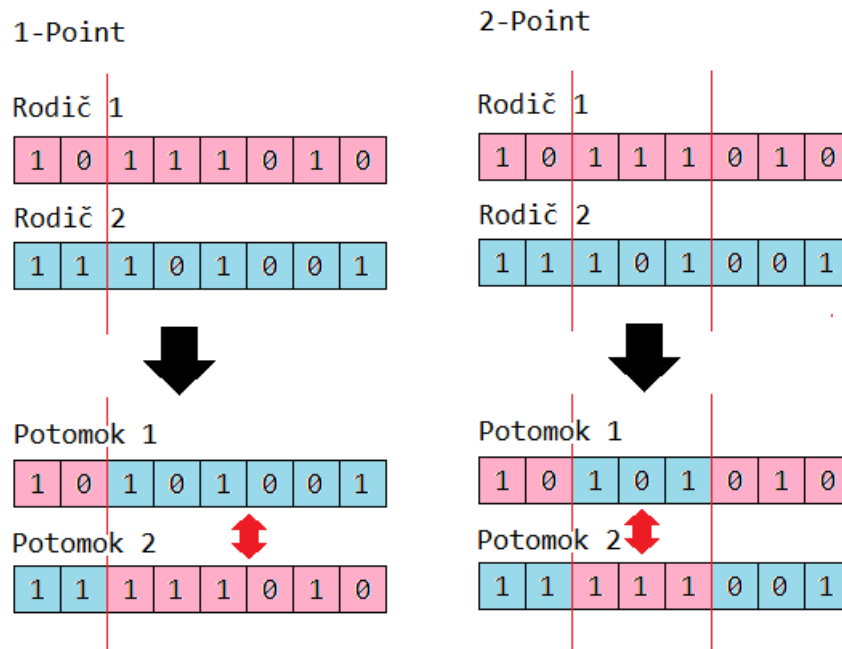 1-Point
Rodič 1
1 0 1 1 1 0 1 0
Rodič 2
1 1 1 0 1 0 0 1
Potomok 1
1 0 1 0 1 0 0 1
Potomok 2
1 1 1 1 1 0 1 0
2-Point
Rodič 1
1 0 1 1 1 0 1 0
Rodič 2
1 1 1 0 1 0 0 1
Potomok 1
1 0 1 0 1 0 1 0
Potomok 2
1 1 1 1 1 0 0 1